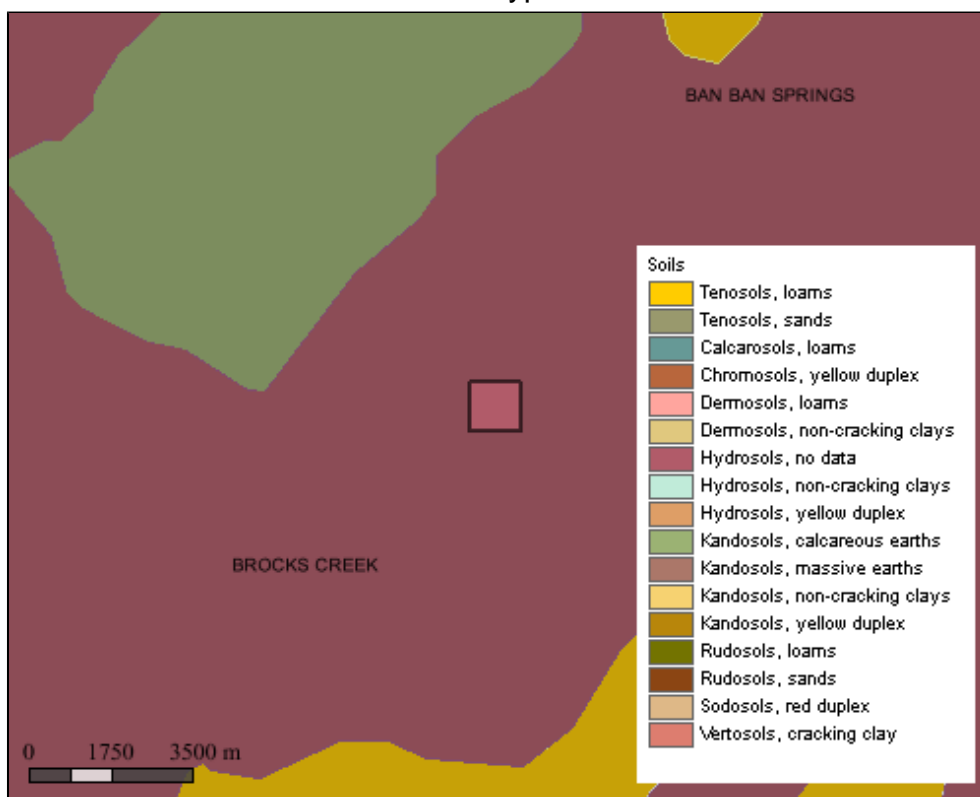 BAN BAN SPRINGS
Soils
Tenosols, loams
Tenosols, sands
Calcarosols, loams
Chromosols, yellow duplex
Dermosols, loams
Dermosols, non-cracking clays
Hydrosols, no data
Hydrosols, non-cracking clays
Hydrosols, yellow duplex
Kandosols, calcareous earths
Kandosols, massive earths
Kandosols, non-cracking clays
Kandosols, yellow duplex
Rudosols, loams
Rudosols, sands
Sodosols, red duplex
Vertosols, cracking clay
BROCKS CREEK
0 1750 3500 m